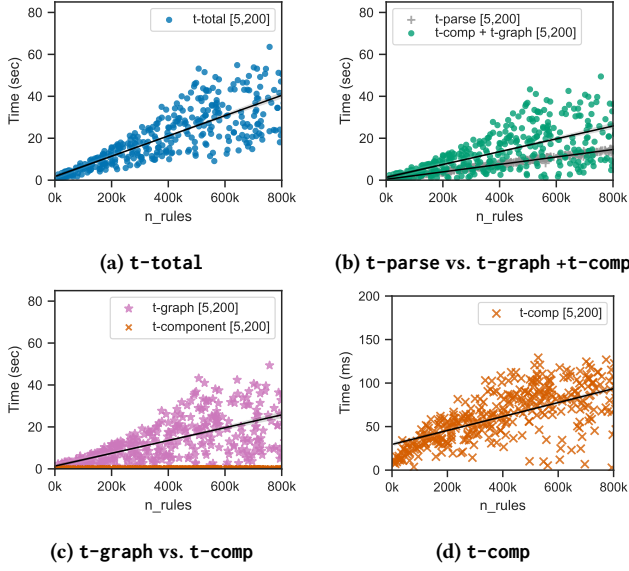 t-total [5,200]
80
60
40
20
0
Time (sec)
0k
200k
400k
600k
800k
n_rules
(a) t-total
t-parse [5,200]
t-comp + t-graph [5,200]
80
60
40
20
0
Time (sec)
0k
200k
400k
600k
800k
n_rules
(b) t-parse vs. t-graph +t-comp
t-graph [5,200]
t-component [5,200]
80
60
40
20
0
Time (sec)
0k
200k
400k
600k
800k
n_rules
(c) t-graph vs. t-comp
t-comp [5,200]
200
150
100
50
0
Time (ms)
0k
200k
400k
600k
800k
n_rules
(d) t-comp